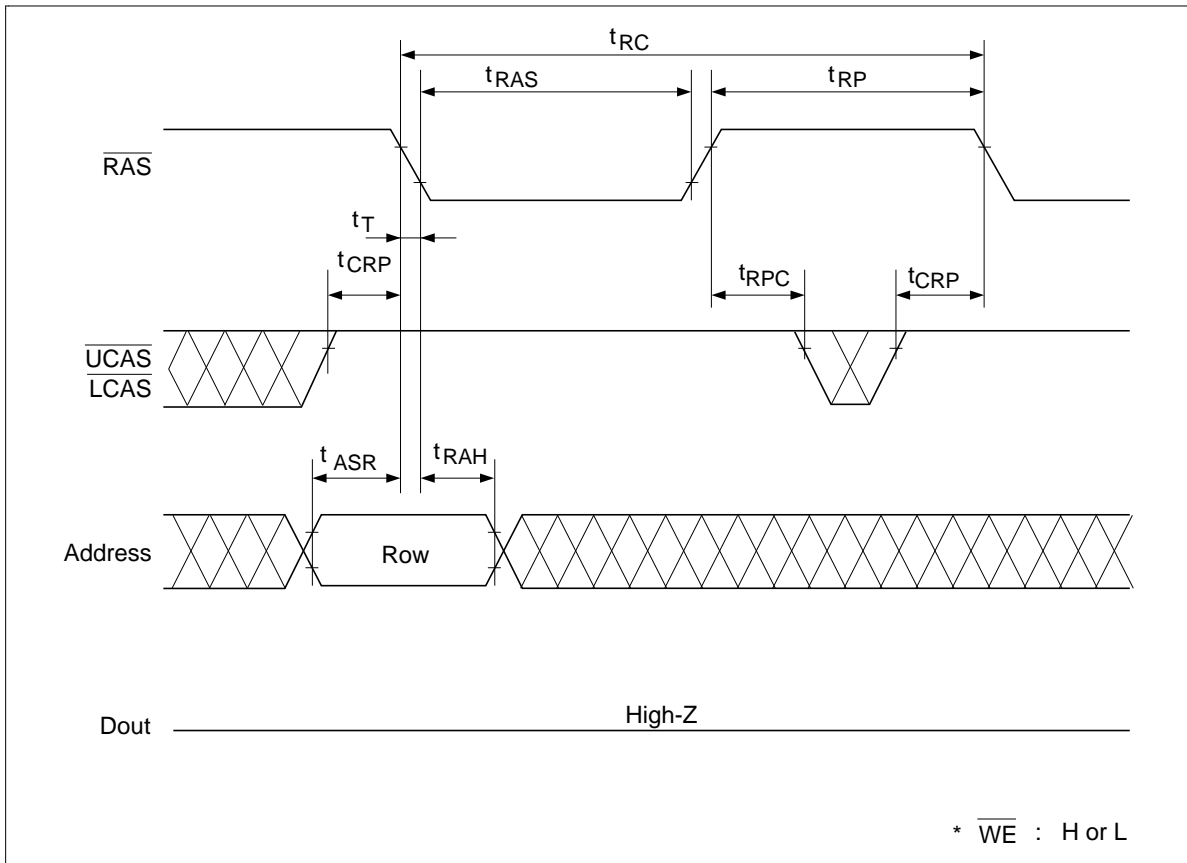 tRC
tRAS
tRP
RAS
tT
tCRP
tRPC
tCRP
UCAS
LCAS
tASR
tRAH
Address
Row
High-Z
Dout
* WE : H or L